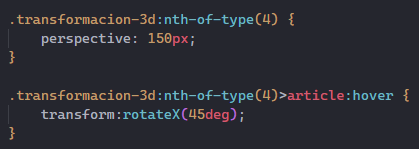 .transformacion-3d:nth-of-type(4) {
    perspective: 150px;
}

.transformacion-3d:nth-of-type(4)>article:hover {
    transform:rotateX(45deg);
}